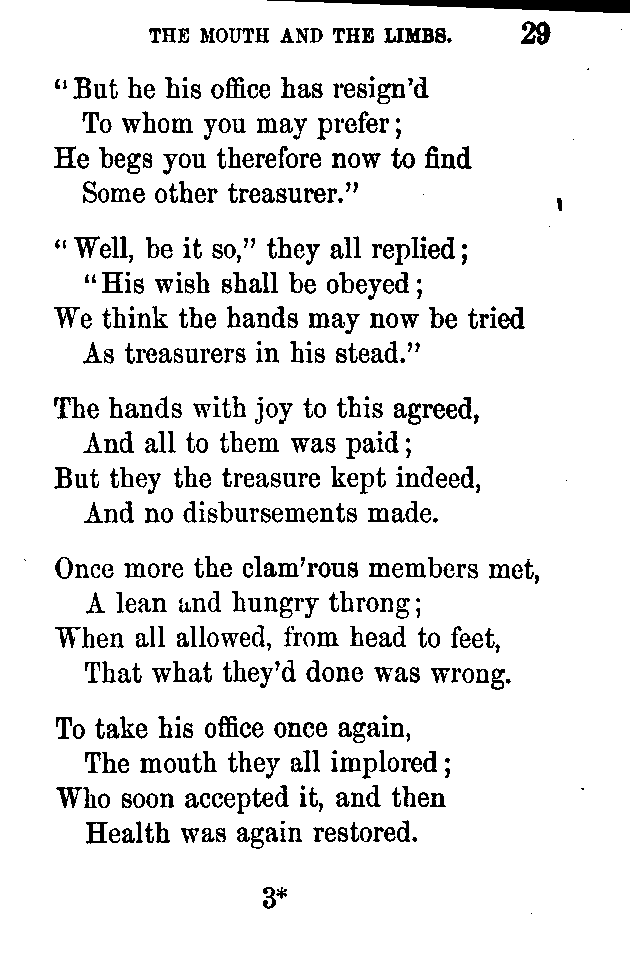 THE MOUTH AND THE LIMBS. 29
"But he his office has resign'd
To whom you may prefer;
He begs you therefore now to find
Some other treasurer."
"Well, be it so," they all replied;
"His wish shall be obeyed;
We think the hands may now be tried
As treasurers in his stead."
The hands with joy to this agreed,
And all to them was paid;
But they the treasure kept indeed,
And no disbursements made.
Once more the clam'rous members met,
A lean and hungry throng;
When all allowed, from head to feet,
That what they'd done was wrong.
To take his office once again,
The mouth they all implored;
Who soon accepted it, and then
Health was again restored.
3*